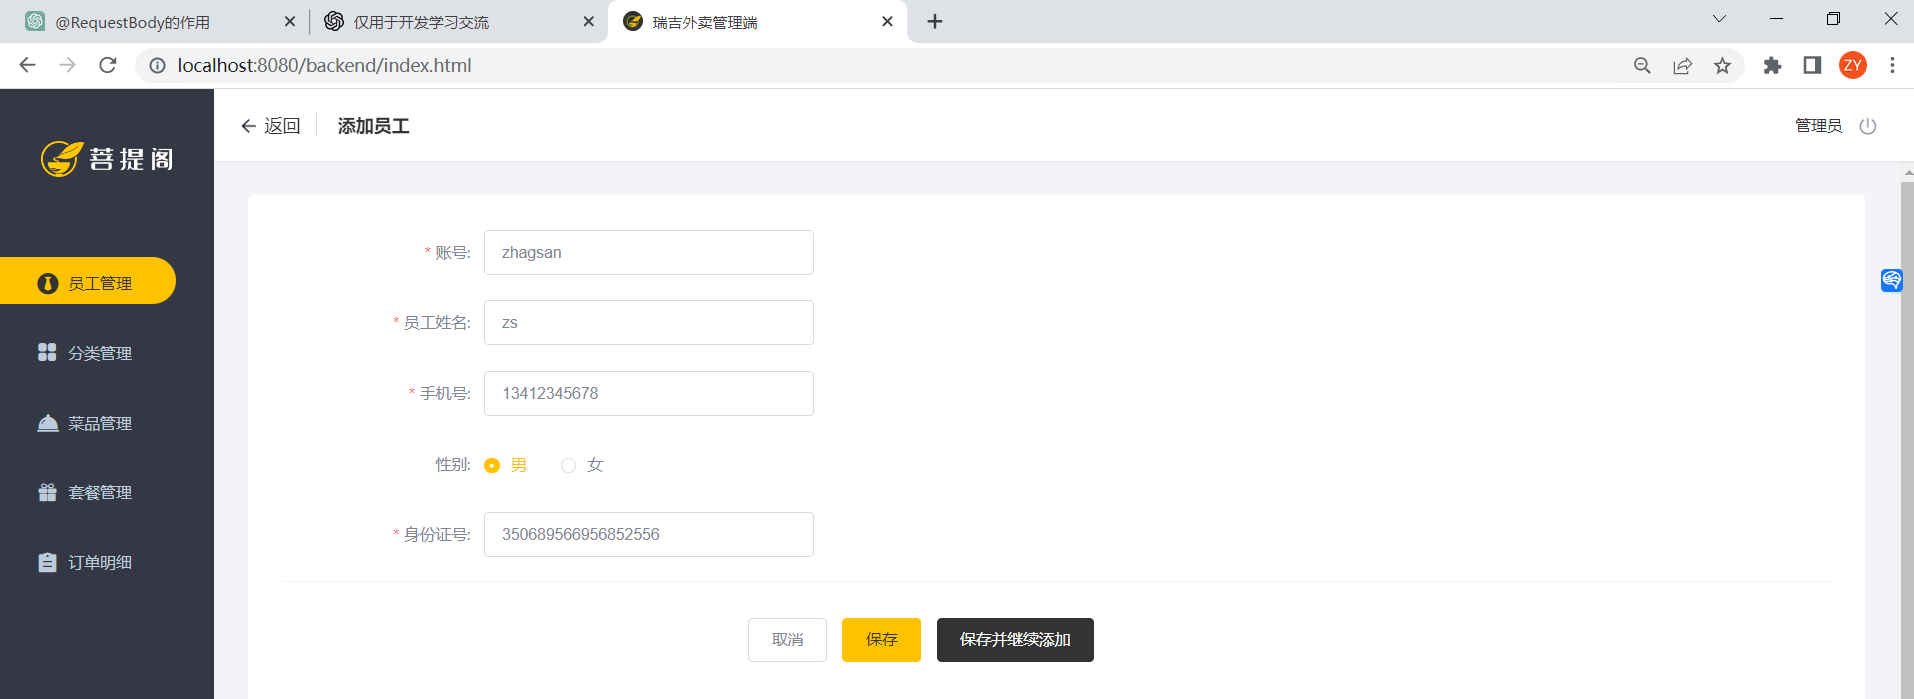 @RequestBody的作用
仅用于开发学习交流
瑞吉外卖管理端
localhost:8080/backend/index.html
ZY
菩提阁
返回
添加员工
管理员
员工管理
分类管理
菜品管理
套餐管理
订单明细
* 账号: zhagsan
* 员工姓名: zs
* 手机号: 13412345678
性别: 男 女
* 身份证号: 350689566956852556
取消 保存 保存并继续添加